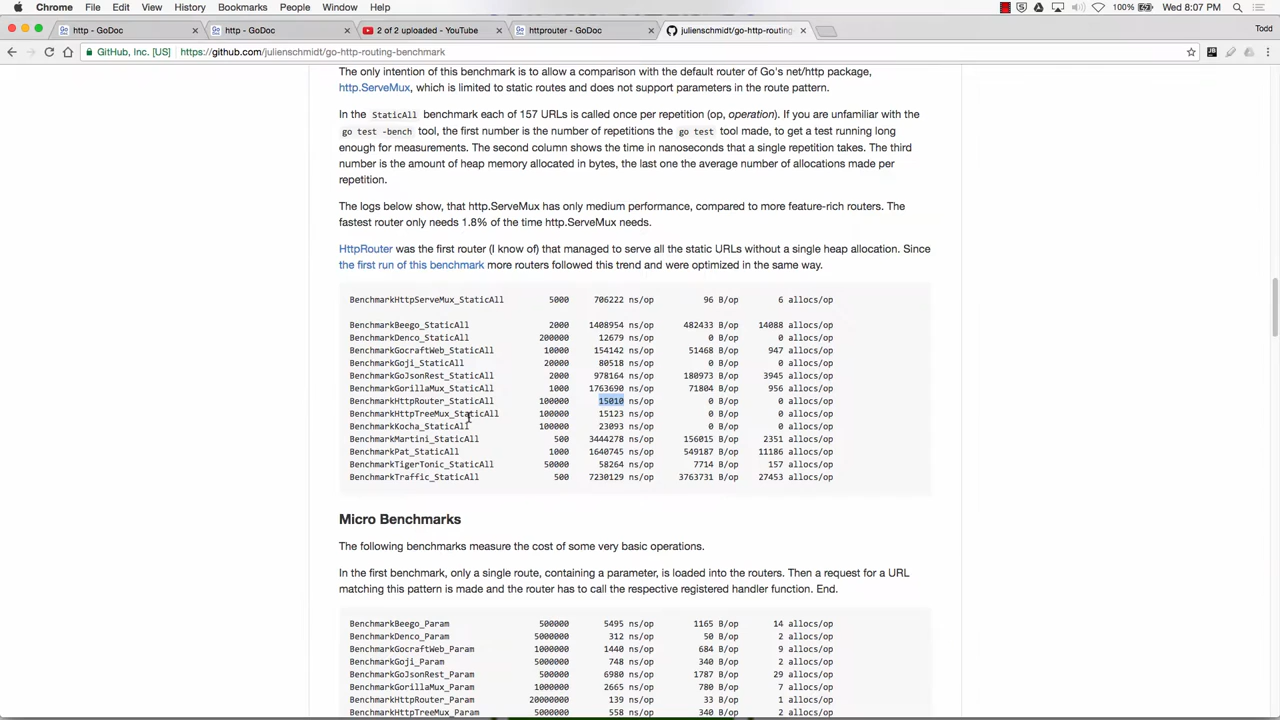 Chrome File Edit View History Bookmarks People Window Help 100% Wed 8:07 PM
http - GoDoc http - GoDoc 2 of 2 uploaded - YouTube httprouter - GoDoc julienschmidt/go-http-routing- Todd
GitHub, Inc. [US] https://github.com/julienschmidt/go-http-routing-benchmark
The only intention of this benchmark is to allow a comparison with the default router of Go's net/http package,
http.ServeMux, which is limited to static routes and does not support parameters in the route pattern.
In the StaticAll benchmark each of 157 URLs is called once per repetition (op, operation). If you are unfamiliar with the
go test -bench tool, the first number is the number of repetitions the go test tool made, to get a test running long
enough for measurements. The second column shows the time in nanoseconds that a single repetition takes. The third
number is the amount of heap memory allocated in bytes, the last one the average number of allocations made per
repetition.
The logs below show, that http.ServeMux has only medium performance, compared to more feature-rich routers. The
fastest router only needs 1.8% of the time http.ServeMux needs.
HttpRouter was the first router (I know of) that managed to serve all the static URLs without a single heap allocation. Since
the first run of this benchmark more routers followed this trend and were optimized in the same way.
BenchmarkHttpServeMux_StaticAll 5000 706222 ns/op 96 B/op 6 allocs/op
BenchmarkBeego_StaticAll 2000 1408954 ns/op 482433 B/op 14088 allocs/op
BenchmarkDenco_StaticAll 200000 12679 ns/op 0 B/op 0 allocs/op
BenchmarkGocraftWeb_StaticAll 10000 154142 ns/op 51468 B/op 947 allocs/op
BenchmarkGoji_StaticAll 20000 80518 ns/op 0 B/op 0 allocs/op
BenchmarkGoJsonRest_StaticAll 2000 978164 ns/op 180973 B/op 3945 allocs/op
BenchmarkGorillaMux_StaticAll 1000 1763690 ns/op 71804 B/op 956 allocs/op
BenchmarkHttpRouter_StaticAll 100000 15010 ns/op 0 B/op 0 allocs/op
BenchmarkHttpTreeMux_StaticAll 100000 15123 ns/op 0 B/op 0 allocs/op
BenchmarkKocha_StaticAll 100000 23093 ns/op 0 B/op 0 allocs/op
BenchmarkMartini_StaticAll 500 3444278 ns/op 156015 B/op 2351 allocs/op
BenchmarkPat_StaticAll 1000 1640745 ns/op 549187 B/op 11186 allocs/op
BenchmarkTigerTonic_StaticAll 50000 58264 ns/op 7714 B/op 157 allocs/op
BenchmarkTraffic_StaticAll 500 7230129 ns/op 3763731 B/op 27453 allocs/op
Micro Benchmarks
The following benchmarks measure the cost of some very basic operations.
In the first benchmark, only a single route, containing a parameter, is loaded into the routers. Then a request for a URL
matching this pattern is made and the router has to call the respective registered handler function. End.
BenchmarkBeego_Param 500000 5495 ns/op 1165 B/op 14 allocs/op
BenchmarkDenco_Param 5000000 312 ns/op 50 B/op 2 allocs/op
BenchmarkGocraftWeb_Param 1000000 1440 ns/op 684 B/op 9 allocs/op
BenchmarkGoji_Param 5000000 748 ns/op 340 B/op 2 allocs/op
BenchmarkGoJsonRest_Param 500000 6980 ns/op 1787 B/op 29 allocs/op
BenchmarkGorillaMux_Param 1000000 2665 ns/op 780 B/op 7 allocs/op
BenchmarkHttpRouter_Param 20000000 139 ns/op 33 B/op 1 allocs/op
BenchmarkHttpTreeMux_Param 5000000 558 ns/op 340 B/op 2 allocs/op